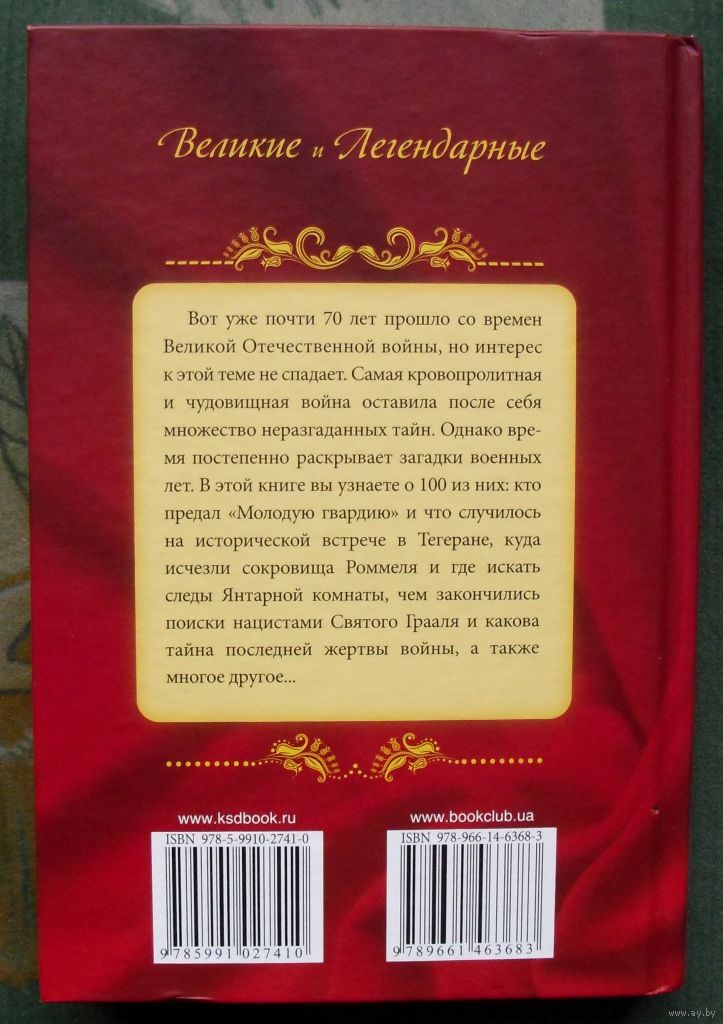 Великие и Легендарные
Вот уже почти 70 лет прошло со времен
Великой Отечественной войны, но интерес
к этой теме не спадает. Самая кровопролитная
и чудовищная война оставила после себя
множество неразгаданных тайн. Однако вре-
мя постепенно раскрывает загадки военных
лет. В этой книге вы узнаете о 100 из них: кто
предал «Молодую гвардию» и что случилось
на исторической встрече в Тегеране, куда
исчезли сокровища Роммеля и где искать
следы Янтарной комнаты, чем закончились
поиски нацистами Святого Грааля и какова
тайна последней жертвы войны, а также
многое другое...
www.ksdbook.ru
ISBN 978-5-9910-2741-0
9 785991 027410
www.bookclub.ua
ISBN 978-966-14-6368-3
9 789661 463683
www.ay.by